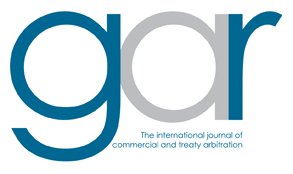 gar
The international journal of
commercial and treaty arbitration